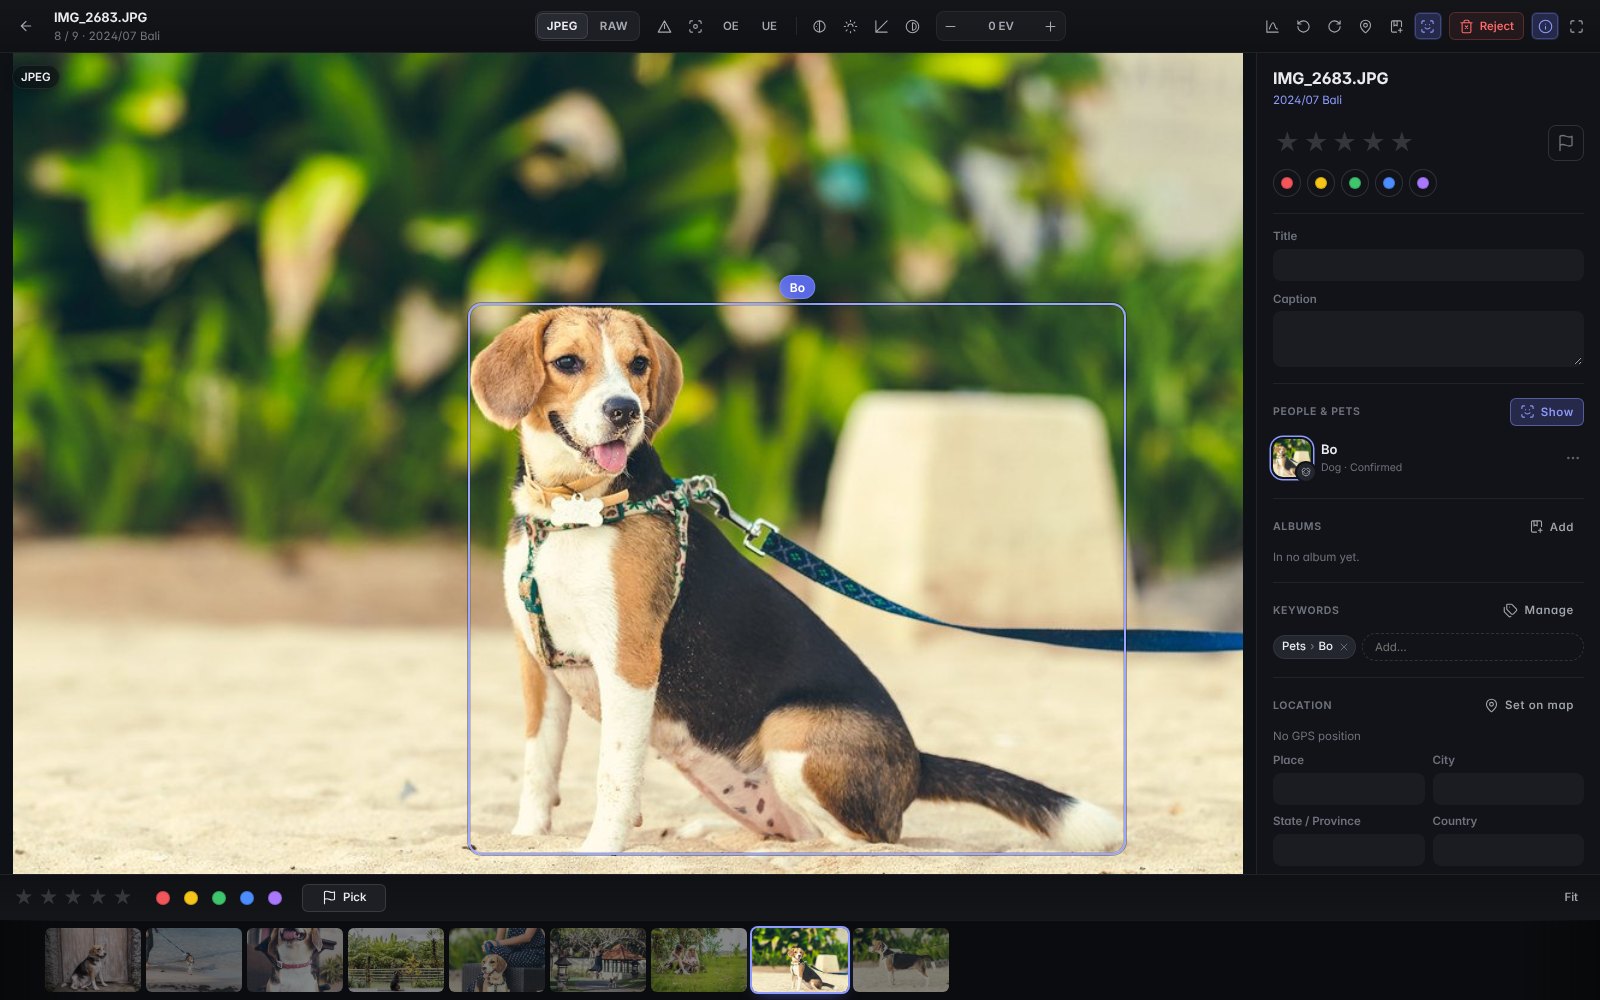 IMG_2683.JPG
8 / 9 · 2024/07 Bali
JPEG
RAW
OE
UE
0 EV
Reject
JPEG
Bo
IMG_2683.JPG
2024/07 Bali
Title
Caption
PEOPLE & PETS
Show
Bo
Dog · Confirmed
ALBUMS
Add
In no album yet.
KEYWORDS
Manage
Pets › Bo
Add...
LOCATION
Set on map
No GPS position
Place
City
State / Province
Country
Pick
Fit